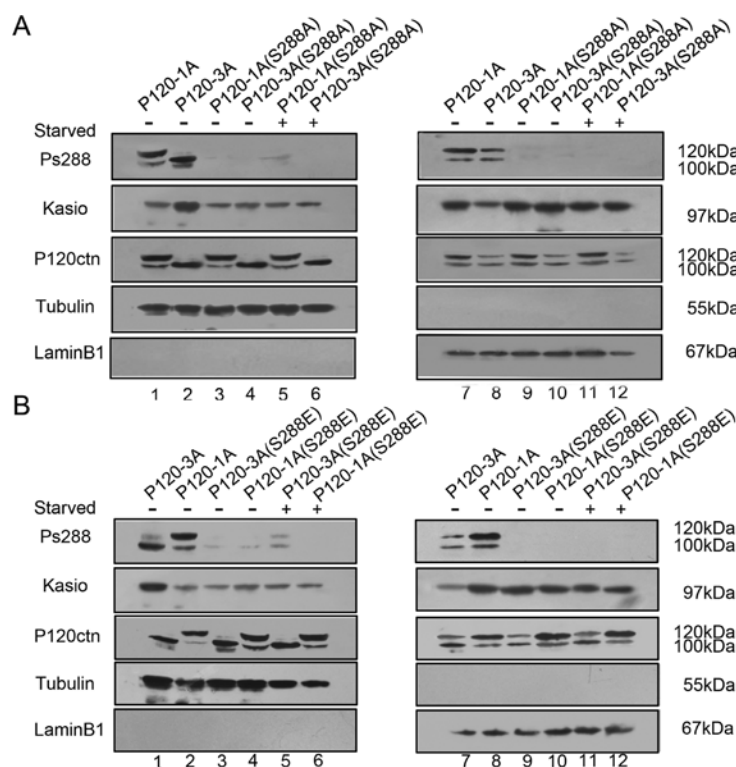 A
P120-1A P120-3A P120-1A(S288A) P120-3A(S288A) P120-1A(S288A) P120-3A(S288A) P120-1A P120-3A P120-1A(S288A) P120-3A(S288A) P120-1A(S288A) P120-3A(S288A)
Starved - - - - + + - - - - + +
Ps288 120kDa
100kDa
Kasio 97kDa
P120ctn 120kDa
100kDa
Tubulin 55kDa
LaminB1 67kDa
1 2 3 4 5 6 7 8 9 10 11 12
B
P120-3A P120-1A P120-3A(S288E) P120-1A(S288E) P120-3A(S288E) P120-1A(S288E) P120-3A P120-1A P120-3A(S288E) P120-1A(S288E) P120-3A(S288E) P120-1A(S288E)
Starved - - - - + + - - - - + +
Ps288 120kDa
100kDa
Kasio 97kDa
P120ctn 120kDa
100kDa
Tubulin 55kDa
LaminB1 67kDa
1 2 3 4 5 6 7 8 9 10 11 12